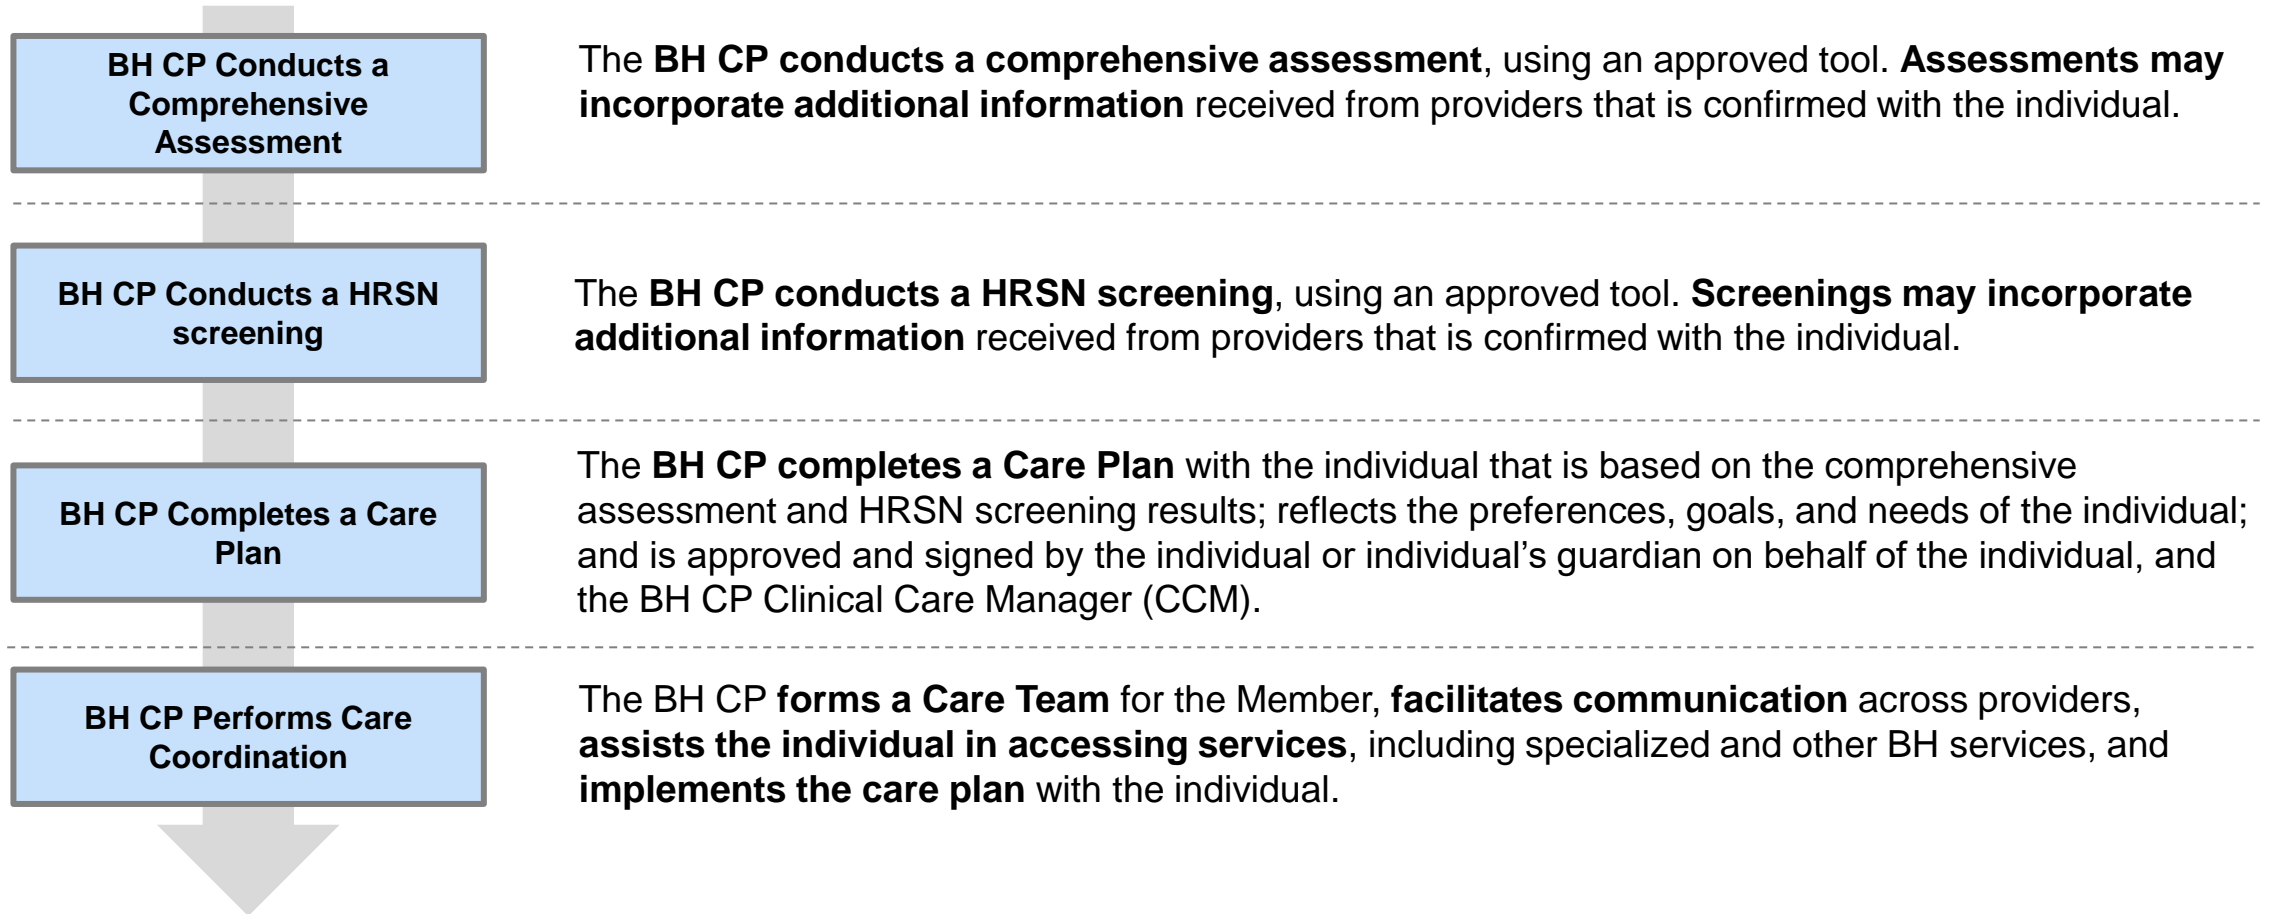 BH CP Conducts a
Comprehensive
Assessment
The BH CP conducts a comprehensive assessment, using an approved tool. Assessments may
incorporate additional information received from providers that is confirmed with the individual.
BH CP Conducts a HRSN
screening
The BH CP conducts a HRSN screening, using an approved tool. Screenings may incorporate
additional information received from providers that is confirmed with the individual.
BH CP Completes a Care
Plan
The BH CP completes a Care Plan with the individual that is based on the comprehensive
assessment and HRSN screening results; reflects the preferences, goals, and needs of the individual;
and is approved and signed by the individual or individual’s guardian on behalf of the individual, and
the BH CP Clinical Care Manager (CCM).
BH CP Performs Care
Coordination
The BH CP forms a Care Team for the Member, facilitates communication across providers,
assists the individual in accessing services, including specialized and other BH services, and
implements the care plan with the individual.